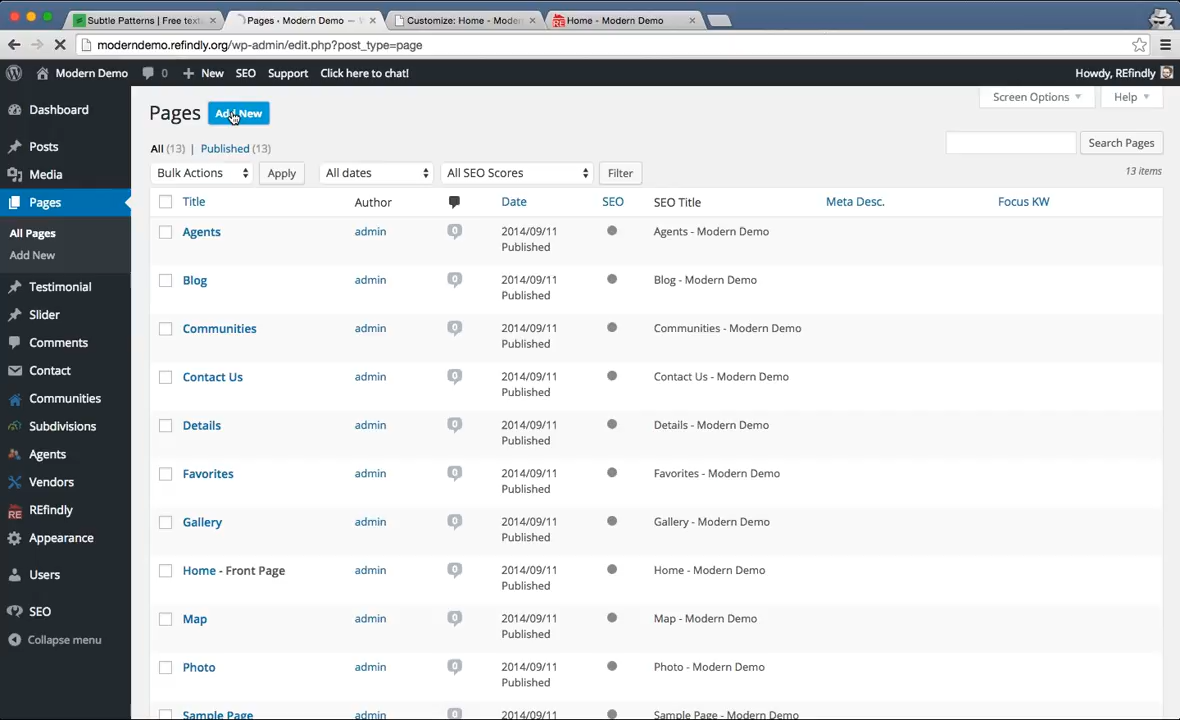 Subtle Patterns | Free text
Pages ‹ Modern Demo —
Customize: Home - Modern
Home - Modern Demo
moderndemo.refindly.org/wp-admin/edit.php?post_type=page
Modern Demo 0 + New SEO Support Click here to chat! Howdy, REfindly
Screen Options Help
Dashboard
Posts
Media
Pages
All Pages
Add New
Testimonial
Slider
Comments
Contact
Communities
Subdivisions
Agents
Vendors
RE REfindly
Appearance
Users
SEO
Collapse menu
Pages Add New
All (13) | Published (13)
Search Pages
Bulk Actions Apply All dates All SEO Scores Filter
13 items
Title Author Date SEO SEO Title Meta Desc. Focus KW
Agents admin 0 2014/09/11 Agents - Modern Demo
Published
Blog admin 0 2014/09/11 Blog - Modern Demo
Published
Communities admin 0 2014/09/11 Communities - Modern Demo
Published
Contact Us admin 0 2014/09/11 Contact Us - Modern Demo
Published
Details admin 0 2014/09/11 Details - Modern Demo
Published
Favorites admin 0 2014/09/11 Favorites - Modern Demo
Published
Gallery admin 0 2014/09/11 Gallery - Modern Demo
Published
Home - Front Page admin 0 2014/09/11 Home - Modern Demo
Published
Map admin 0 2014/09/11 Map - Modern Demo
Published
Photo admin 0 2014/09/11 Photo - Modern Demo
Published
Sample Page admin 0 2014/09/11 Sample Page - Modern Demo